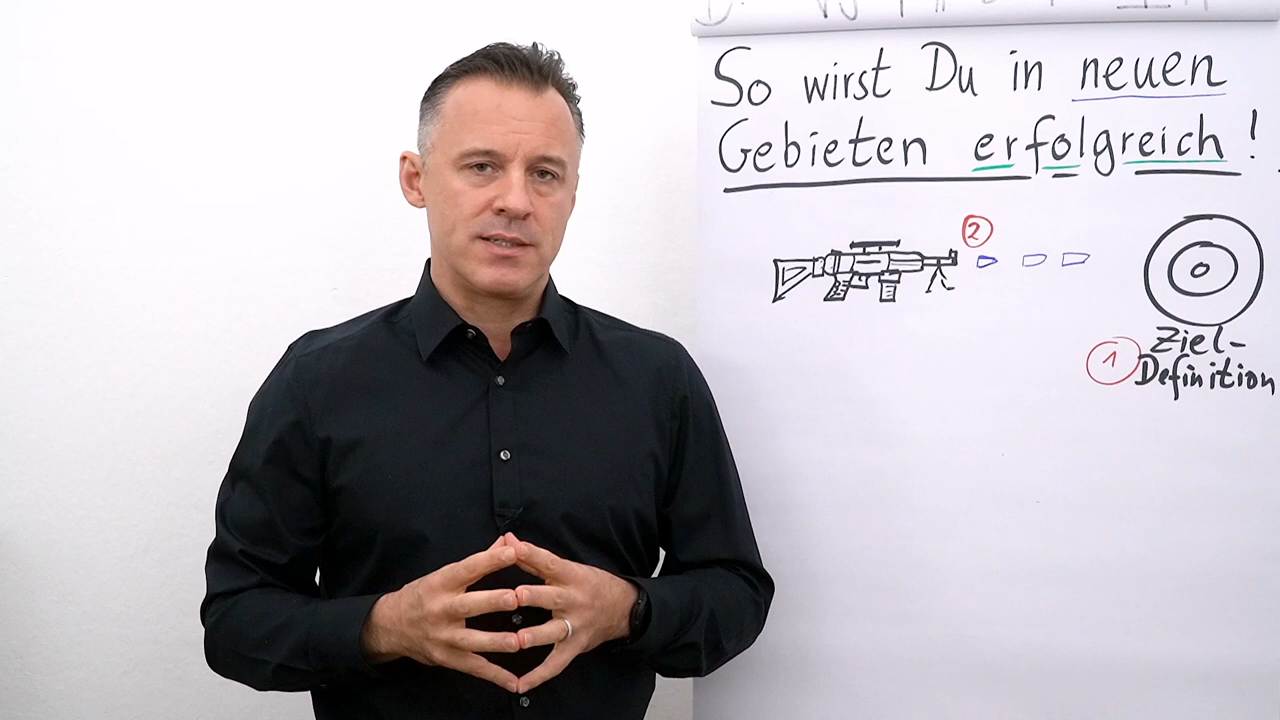 So wirst Du in neuen
Gebieten erfolgreich!
2
1
Ziel-
Definition